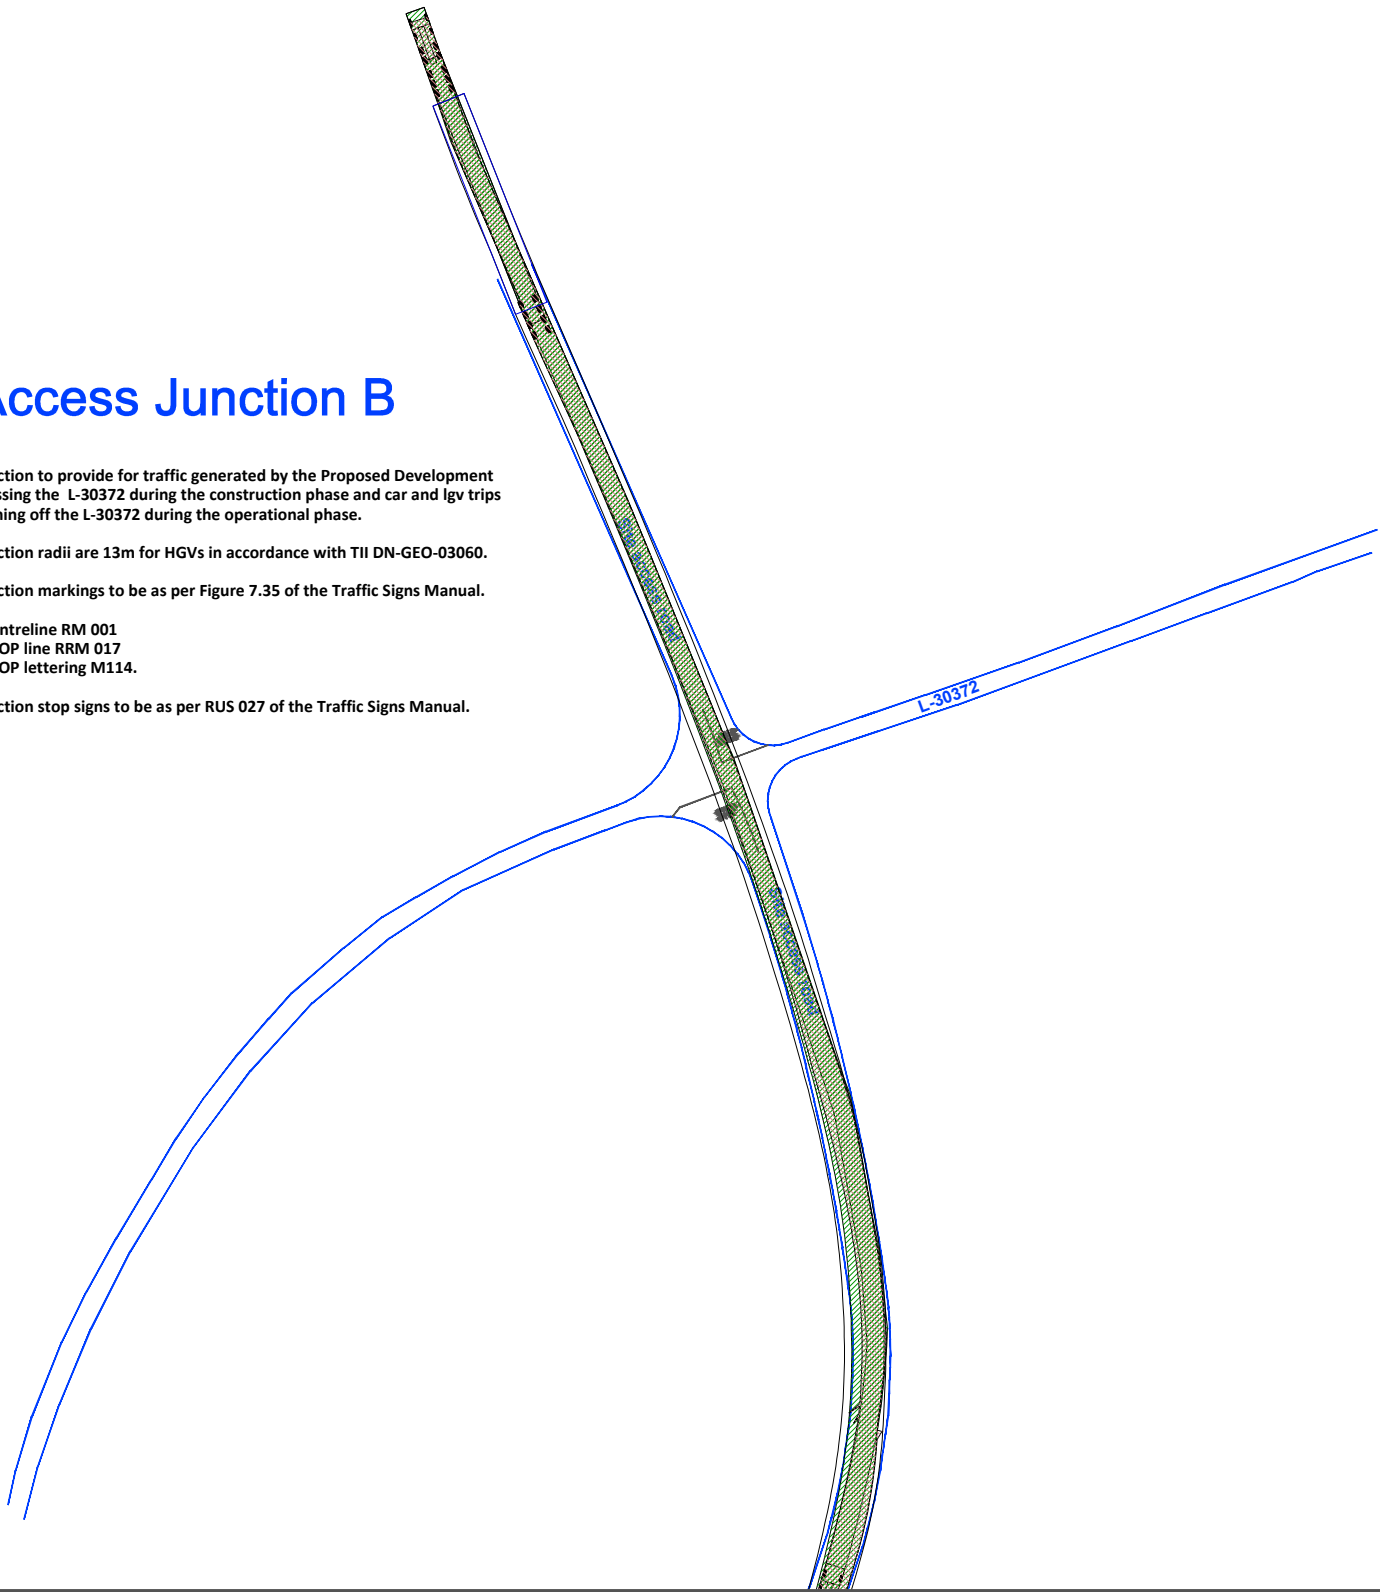 Access Junction B
ction to provide for traffic generated by the Proposed Development
ssing the L-30372 during the construction phase and car and lgv trips
ning off the L-30372 during the operational phase.
ction radii are 13m for HGVs in accordance with TII DN-GEO-03060.
ction markings to be as per Figure 7.35 of the Traffic Signs Manual.
ntreline RM 001
OP line RRM 017
OP lettering M114.
ction stop signs to be as per RUS 027 of the Traffic Signs Manual.
Site access road
L-30372
Site access road